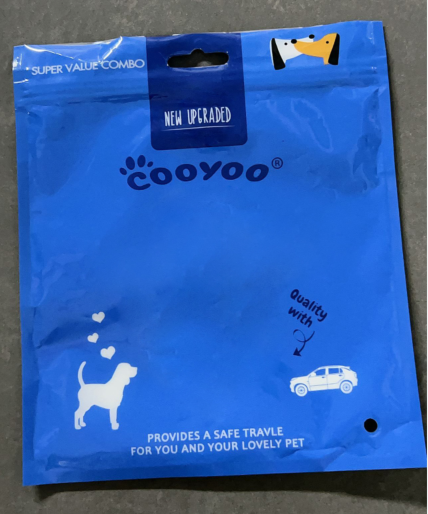 * SUPER VALUE COMBO
NEW UPGRADED
COOYOO®
Quality
with
PROVIDES A SAFE TRAVLE
FOR YOU AND YOUR LOVELY PET